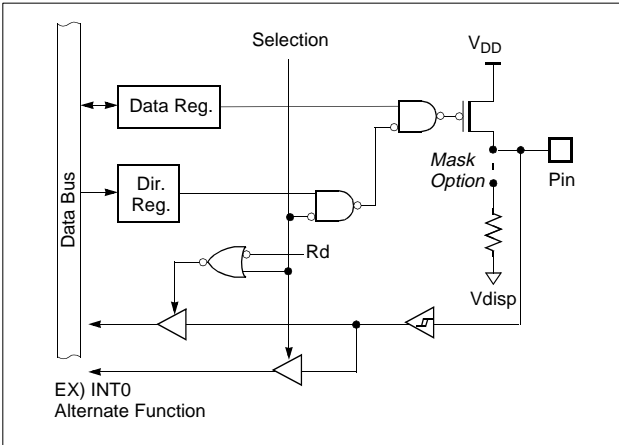 Selection
VDD
Data Reg.
Mask
Option
Pin
Dir.
Reg.
Data Bus
Rd
Vdisp
EX) INT0
Alternate Function